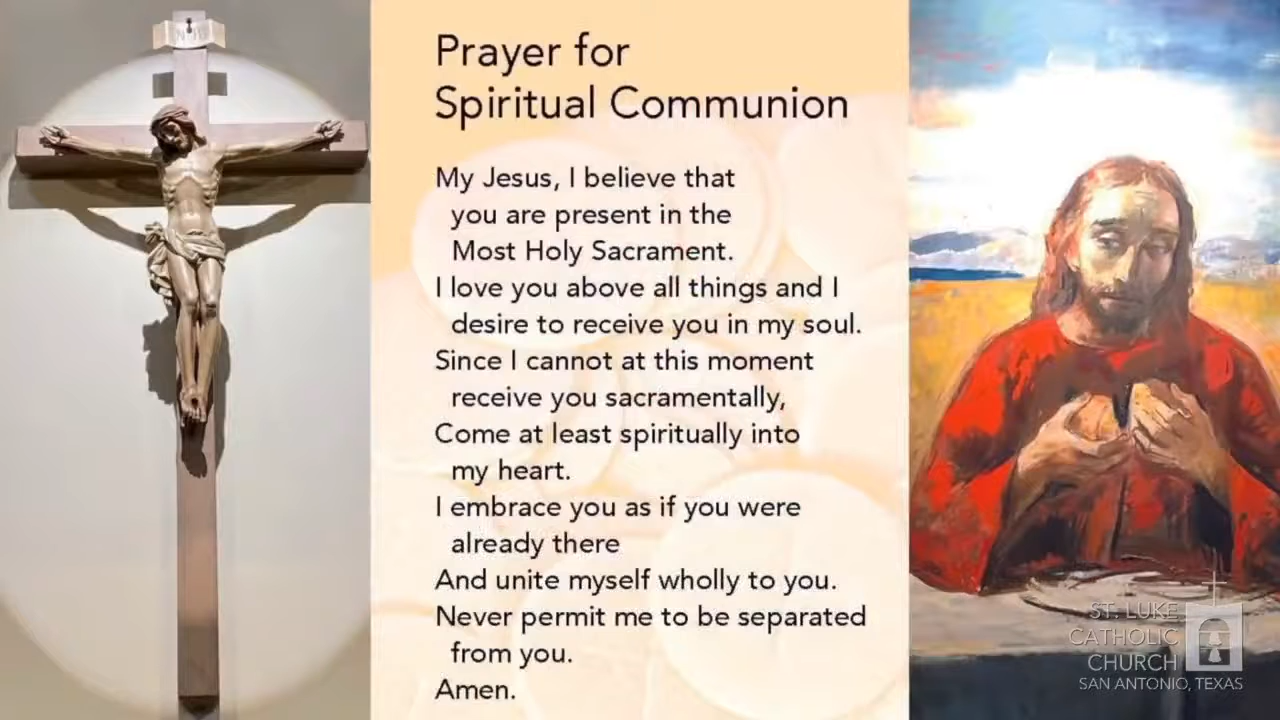 Prayer for
Spiritual Communion
My Jesus, I believe that
you are present in the
Most Holy Sacrament.
I love you above all things and I
desire to receive you in my soul.
Since I cannot at this moment
receive you sacramentally,
Come at least spiritually into
my heart.
I embrace you as if you were
already there
And unite myself wholly to you.
Never permit me to be separated
from you.
Amen.
ST. LUKE
CATHOLIC
CHURCH
SAN ANTONIO, TEXAS